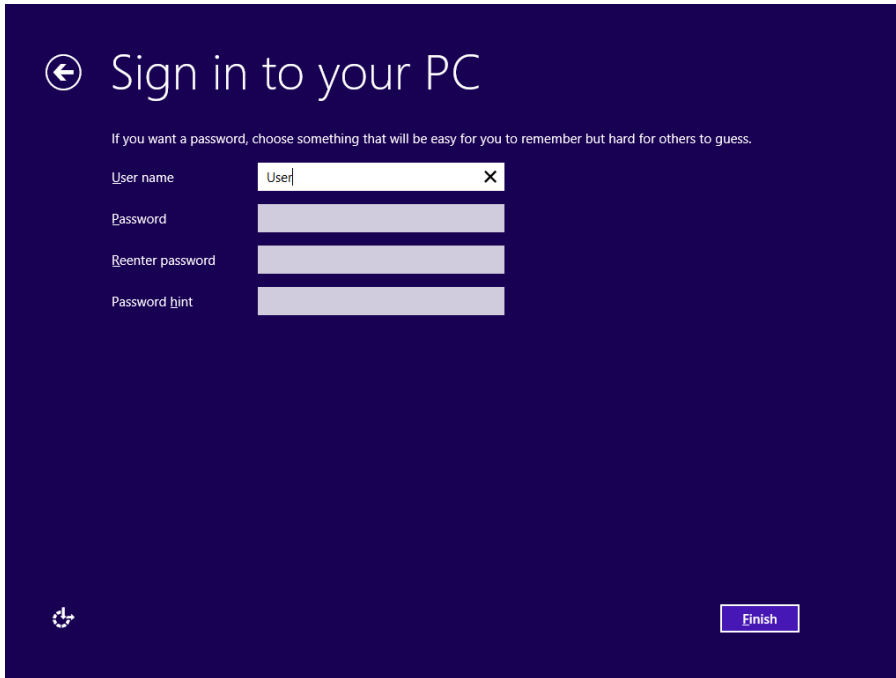 Sign in to your PC
If you want a password, choose something that will be easy for you to remember but hard for others to guess.
User name User
Password
Reenter password
Password hint
Finish